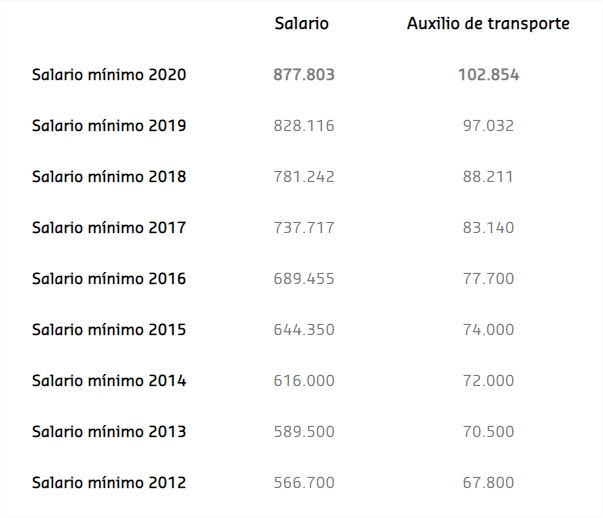 Salario Auxilio de transporte
Salario mínimo 2020 877.803 102.854
Salario mínimo 2019 828.116 97.032
Salario mínimo 2018 781.242 88.211
Salario mínimo 2017 737.717 83.140
Salario mínimo 2016 689.455 77.700
Salario mínimo 2015 644.350 74.000
Salario mínimo 2014 616.000 72.000
Salario mínimo 2013 589.500 70.500
Salario mínimo 2012 566.700 67.800